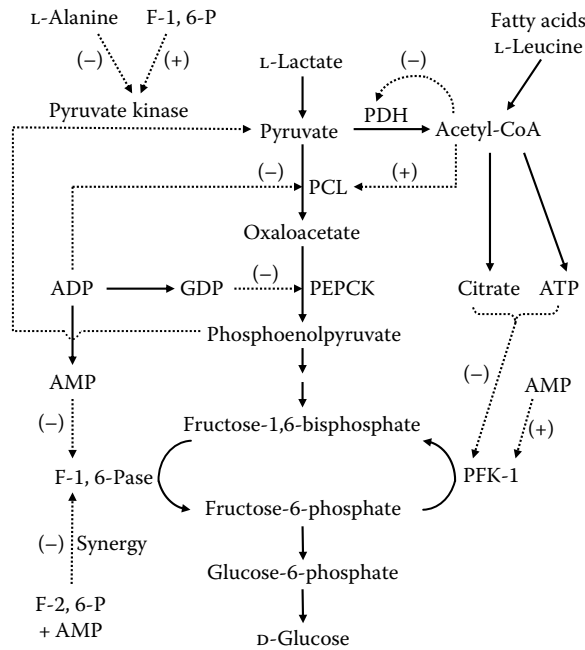 L-Alanine F-1, 6-P
Fatty acids
L-Leucine
(–) (+)
L-Lactate
(–)
Pyruvate kinase
PDH
Pyruvate
Acetyl-CoA
(–)
PCL
(+)
Oxaloacetate
ADP
GDP
(–)
PEPCK
Citrate
ATP
Phosphoenolpyruvate
AMP
(–)
AMP
(–)
(+)
Fructose-1,6-bisphosphate
F-1, 6-Pase
PFK-1
Fructose-6-phosphate
(–) Synergy
Glucose-6-phosphate
F-2, 6-P
+ AMP
D-Glucose